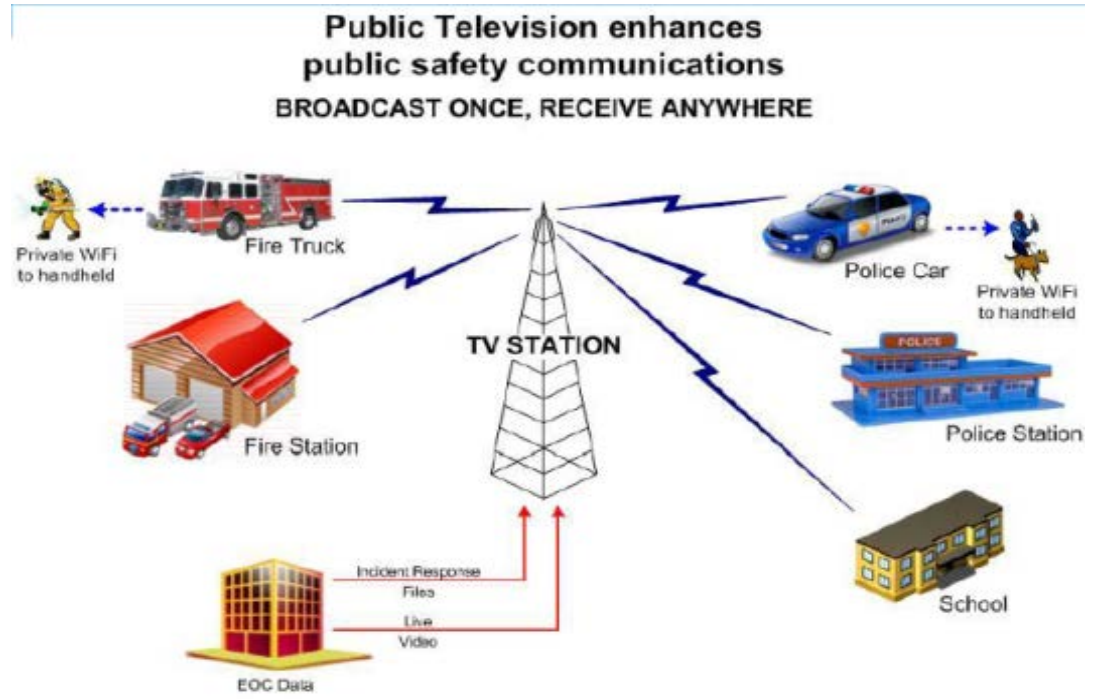 Public Television enhances
public safety communications
BROADCAST ONCE, RECEIVE ANYWHERE
Fire Truck
Private WiFi
to handheld
POLICE
Police Car
Private WiFi
to handheld
TV STATION
POLICE
Fire Station
Police Station
Incident Response
Files
Live
Video
School
EOC Data